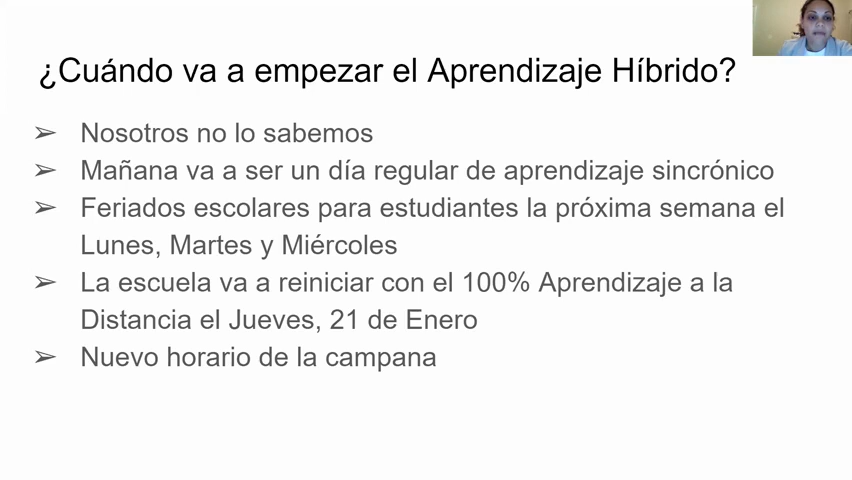 ¿Cuándo va a empezar el Aprendizaje Híbrido?
➢ Nosotros no lo sabemos
➢ Mañana va a ser un día regular de aprendizaje sincrónico
➢ Feriados escolares para estudiantes la próxima semana el
Lunes, Martes y Miércoles
➢ La escuela va a reiniciar con el 100% Aprendizaje a la
Distancia el Jueves, 21 de Enero
➢ Nuevo horario de la campana